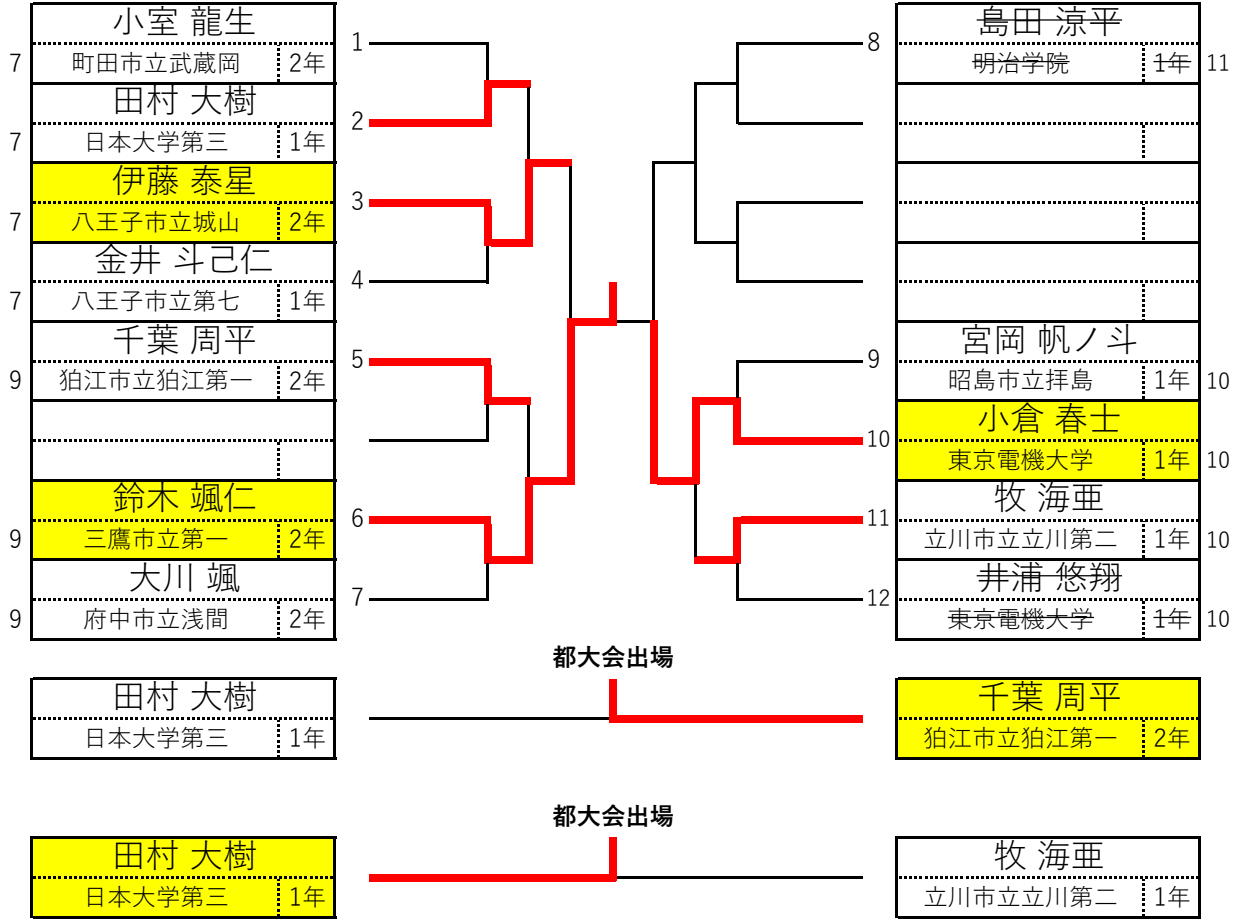 小室 龍生
7 町田市立武蔵岡 2年
1
田村 大樹
7 日本大学第三 1年
2
伊藤 泰星
7 八王子市立城山 2年
3
金井 斗己仁
7 八王子市立第七 1年
4
千葉 周平
9 狛江市立狛江第一 2年
5
鈴木 颯仁
9 三鷹市立第一 2年
6
大川 颯
9 府中市立浅間 2年
7
島田 涼平
8
明治学院 1年 11
宮岡 帆ノ斗
9
昭島市立拝島 1年 10
小倉 春士
10
東京電機大学 1年 10
牧 海亜
11
立川市立立川第二 1年 10
井浦 悠翔
12
東京電機大学 1年 10
都大会出場
田村 大樹
日本大学第三 1年
千葉 周平
狛江市立狛江第一 2年
都大会出場
田村 大樹
日本大学第三 1年
牧 海亜
立川市立立川第二 1年